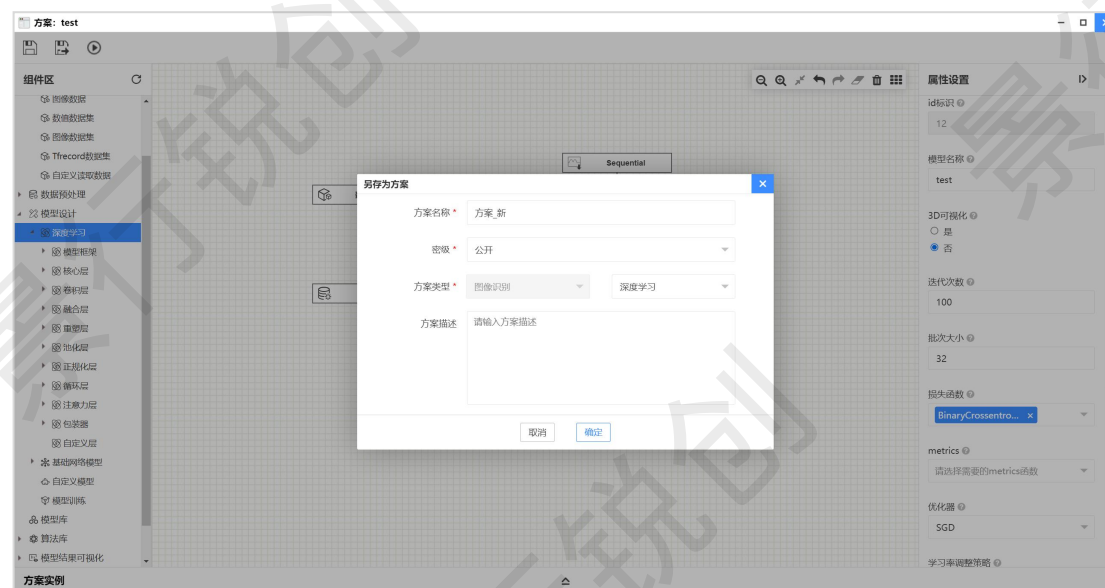 方案：test
组件区
图像数据
数值数据集
图像数据集
Tfrecord数据集
自定义读取数据
数据预处理
模型设计
深度学习
模型框架
核心层
卷积层
融合层
重塑层
池化层
正规化层
循环层
注意力层
包装器
自定义层
基础网络模型
自定义模型
模型训练
模型库
算法库
模型结果可视化
方案实例
Sequential
另存为方案
方案名称 *
方案_新
密级 *
公开
方案类型 *
图像识别
深度学习
方案描述
请输入方案描述
取消
确定
属性设置
id标识
12
模型名称
test
3D可视化
是
否
迭代次数
100
批次大小
32
损失函数
BinaryCrossentro... ×
metrics
请选择需要的metrics函数
优化器
SGD
学习率调整策略
景行锐创